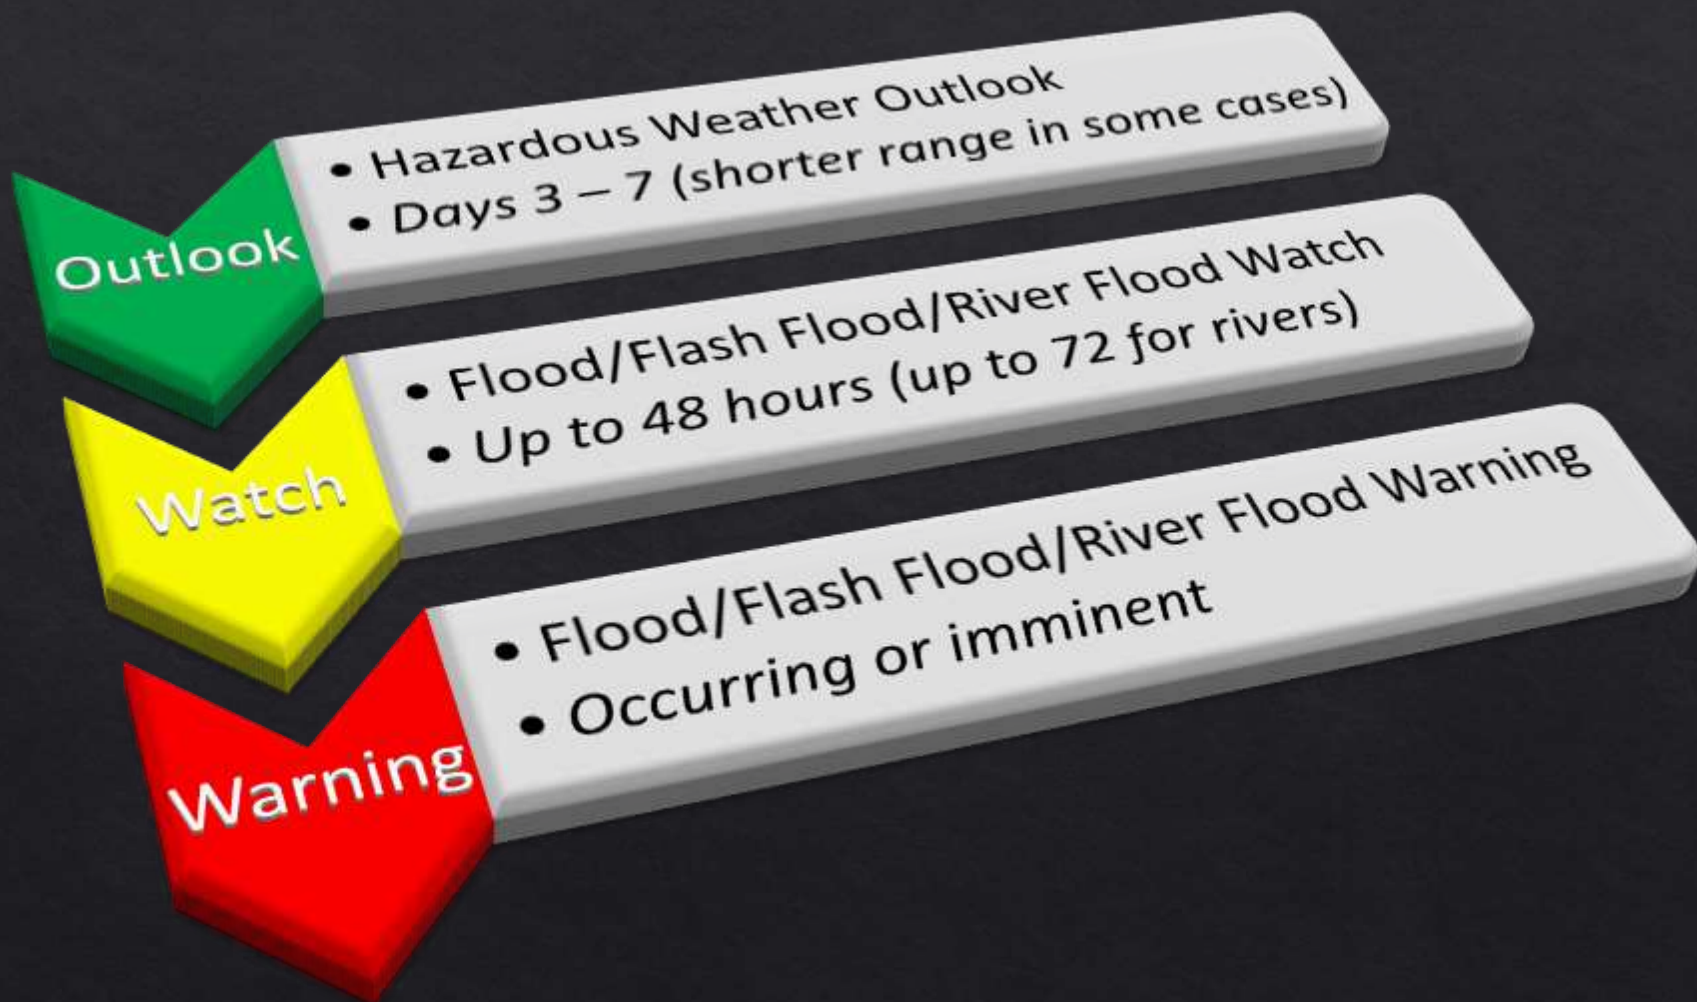 Outlook
• Hazardous Weather Outlook
• Days 3 – 7 (shorter range in some cases)
Watch
• Flood/Flash Flood/River Flood Watch
• Up to 48 hours (up to 72 for rivers)
Warning
• Flood/Flash Flood/River Flood Warning
• Occurring or imminent